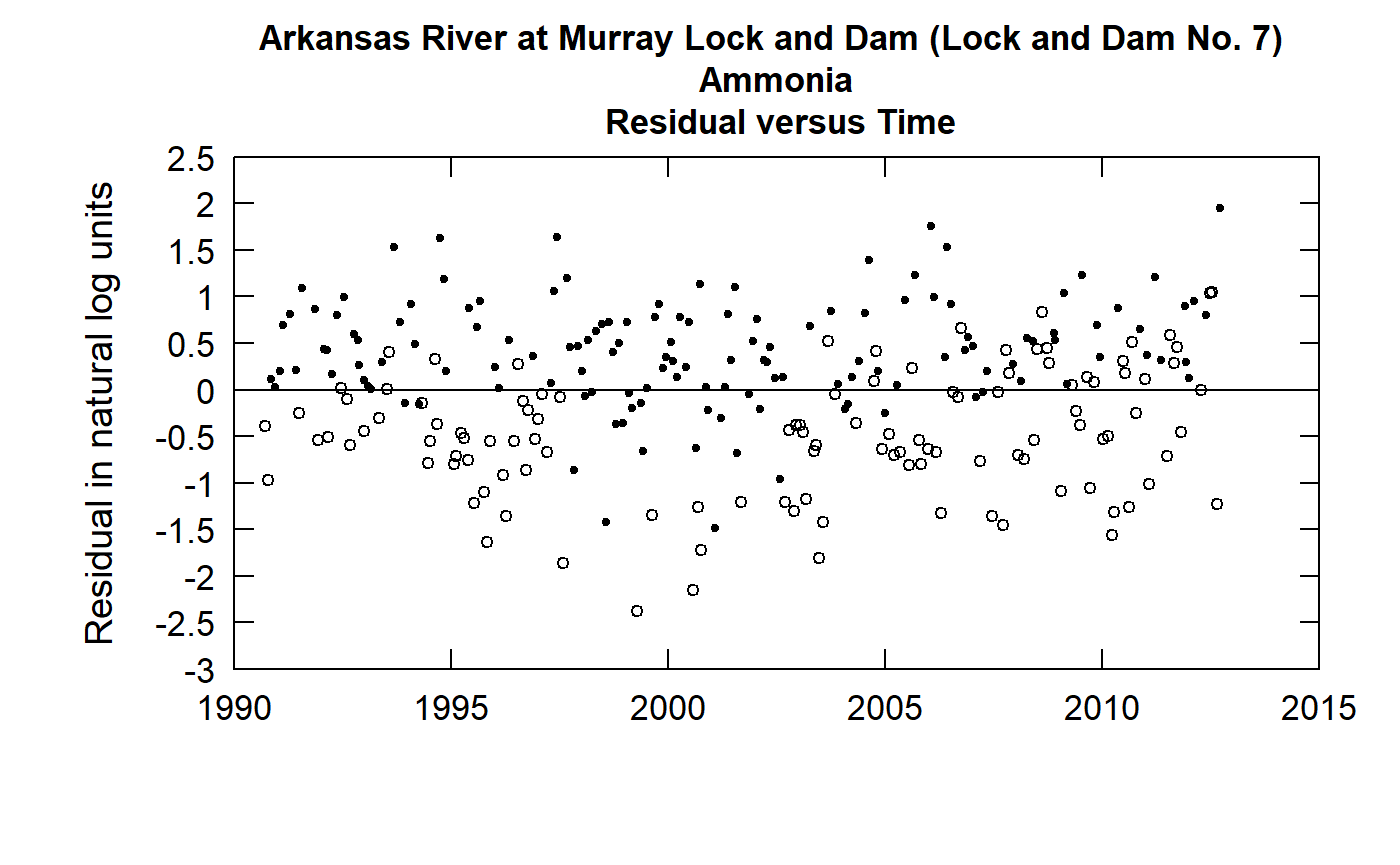 Arkansas River at Murray Lock and Dam (Lock and Dam No. 7)
Ammonia
Residual versus Time
Residual in natural log units
2.5
2
1.5
1
0.5
0
-0.5
-1
-1.5
-2
-2.5
-3
1990 1995 2000 2005 2010 2015